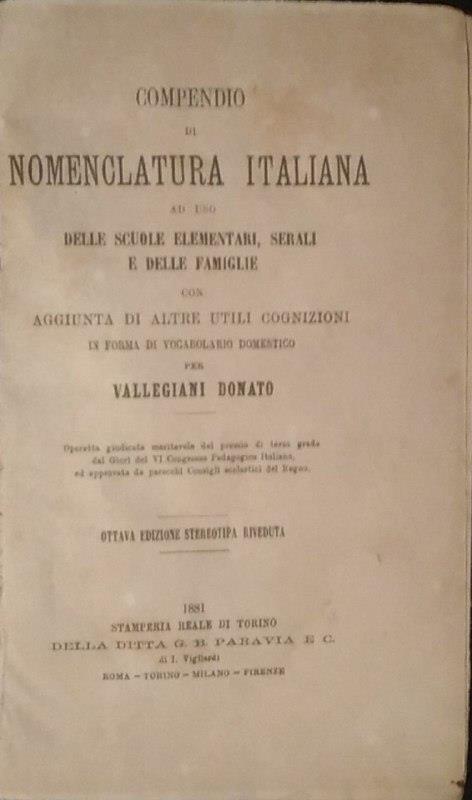 COMPENDIO
DI
NOMENCLATURA ITALIANA
AD USO
DELLE SCUOLE ELEMENTARI, SERALI
E DELLE FAMIGLIE
CON
AGGIUNTA DI ALTRE UTILI COGNIZIONI
IN FORMA DI VOCABOLARIO DOMESTICO
PER
VALLEGIANI DONATO
Operetta giudicata meritevole del premio di terzo grado
dal Giurì del VI Congresso Pedagogico Italiano,
ed approvata da parecchi Consigli scolastici del Regno.
OTTAVA EDIZIONE STEREOTIPA RIVEDUTA
1881
STAMPERIA REALE DI TORINO
DELLA DITTA G. B. PARAVIA E C.
di I. Vigliardi
ROMA - TORINO - MILANO - FIRENZE